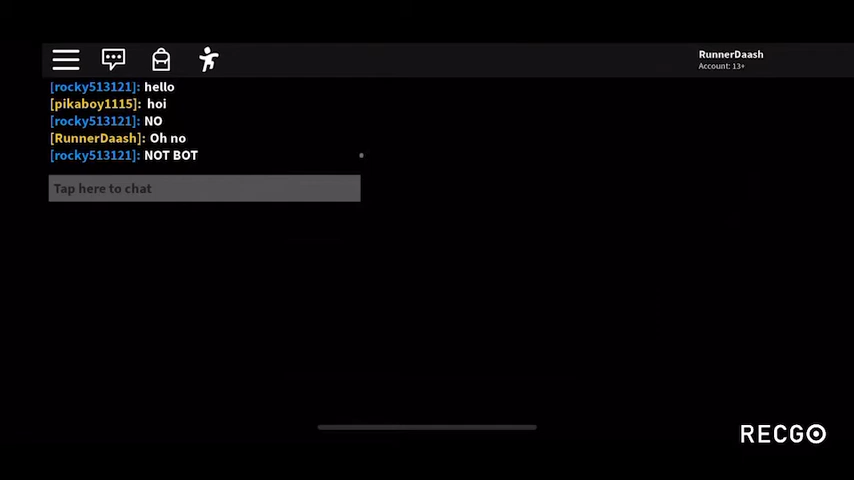 RunnerDaash
Account: 13+
[rocky513121]: hello
[pikaboy1115]: hoi
[rocky513121]: NO
[RunnerDaash]: Oh no
[rocky513121]: NOT BOT
Tap here to chat
RECGO